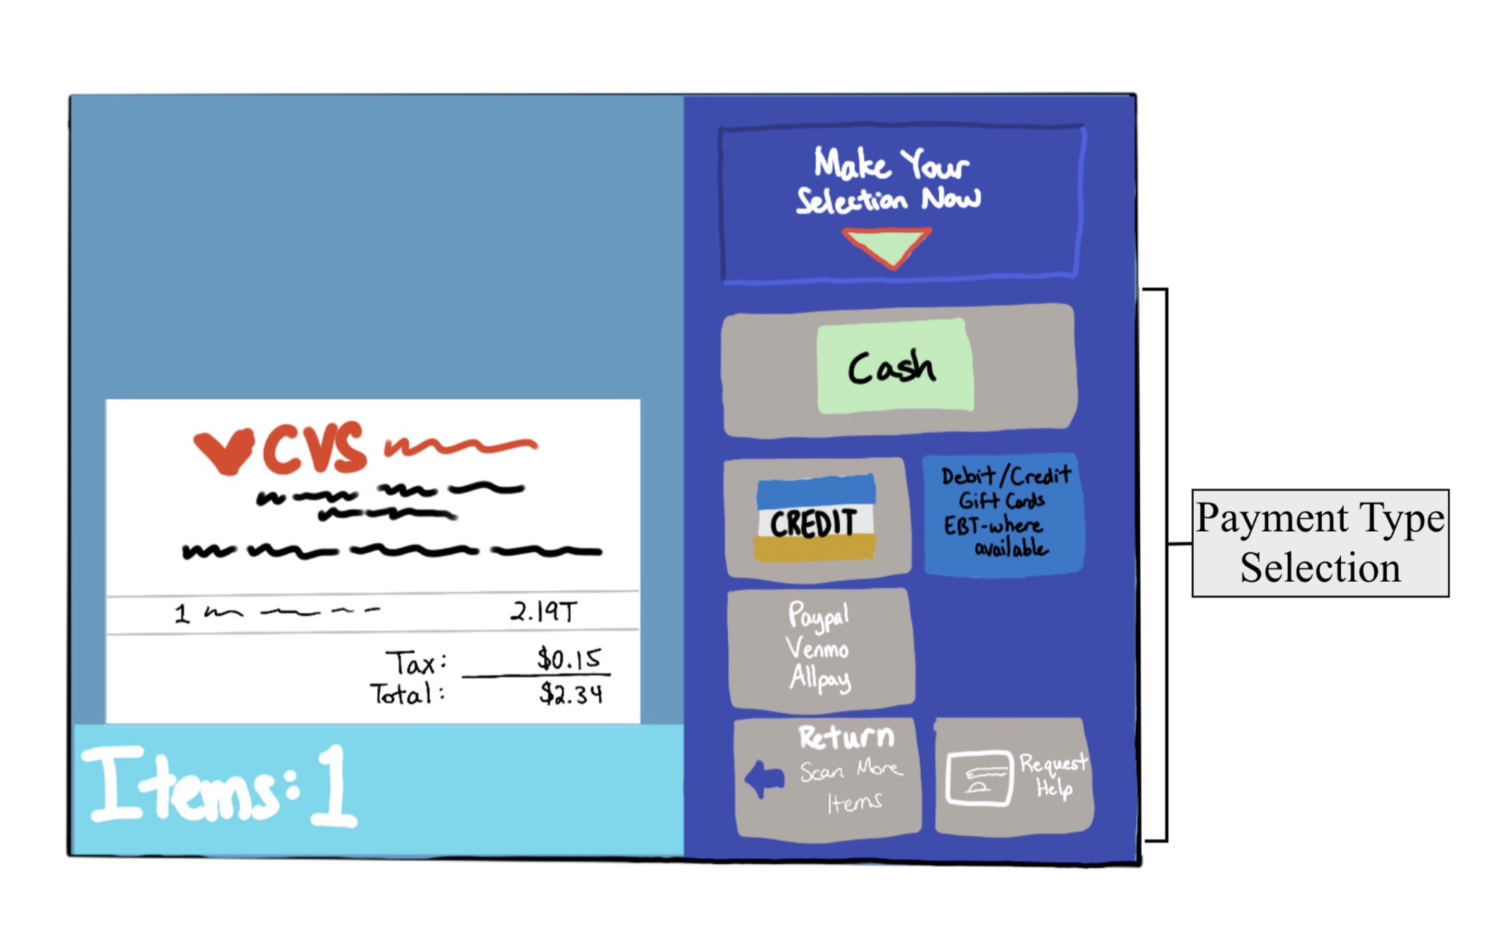 Make Your
Selection Now
Cash
CVS
CREDIT
Debit/Credit
Gift Cards
EBT-where
available
Payment Type
Selection
1
2.19T
Tax: $0.15
Total: $2.34
Paypal
Venmo
Allpay
Items: 1
Return
Scan More
Items
Request
Help